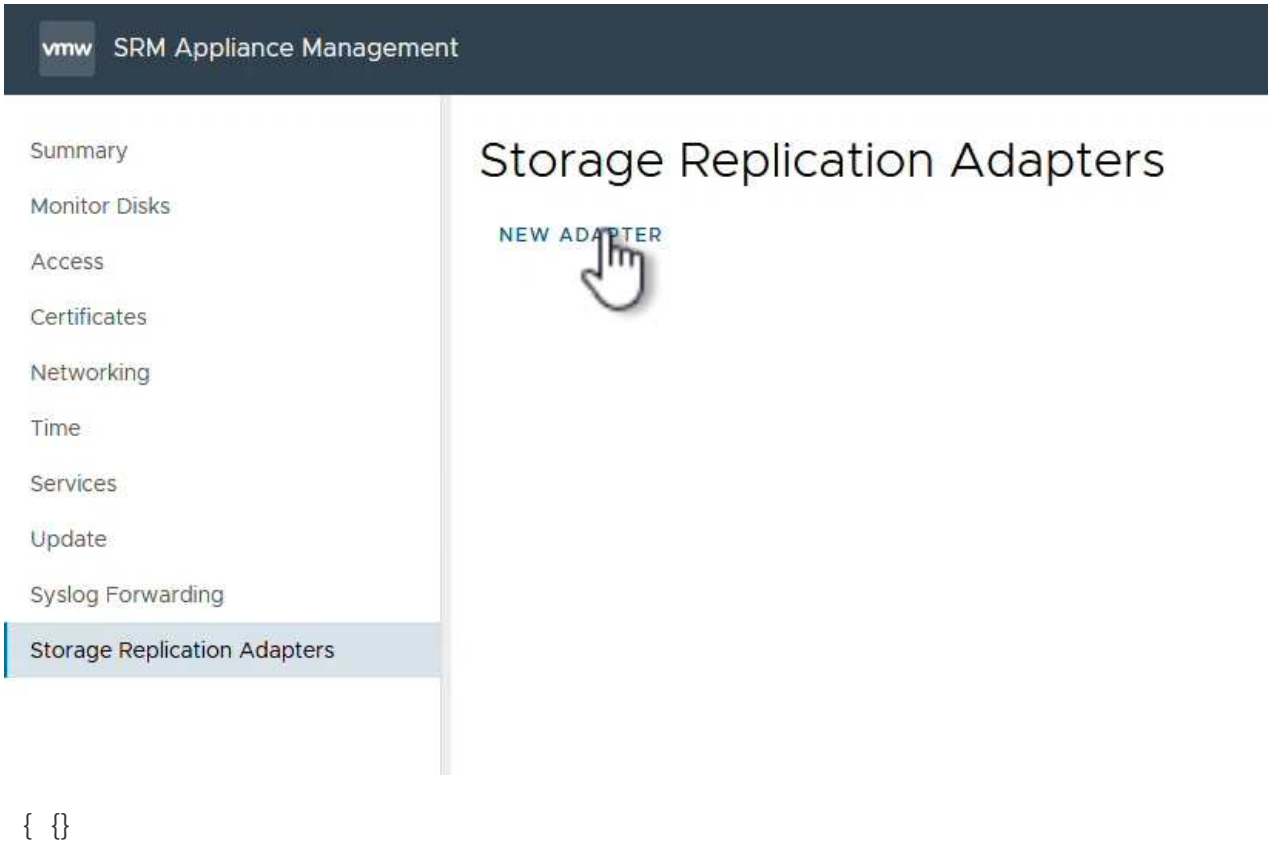 vmw SRM Appliance Management
Summary
Monitor Disks
Access
Certificates
Networking
Time
Services
Update
Syslog Forwarding
Storage Replication Adapters
Storage Replication Adapters
NEW ADAPTER
{ {}